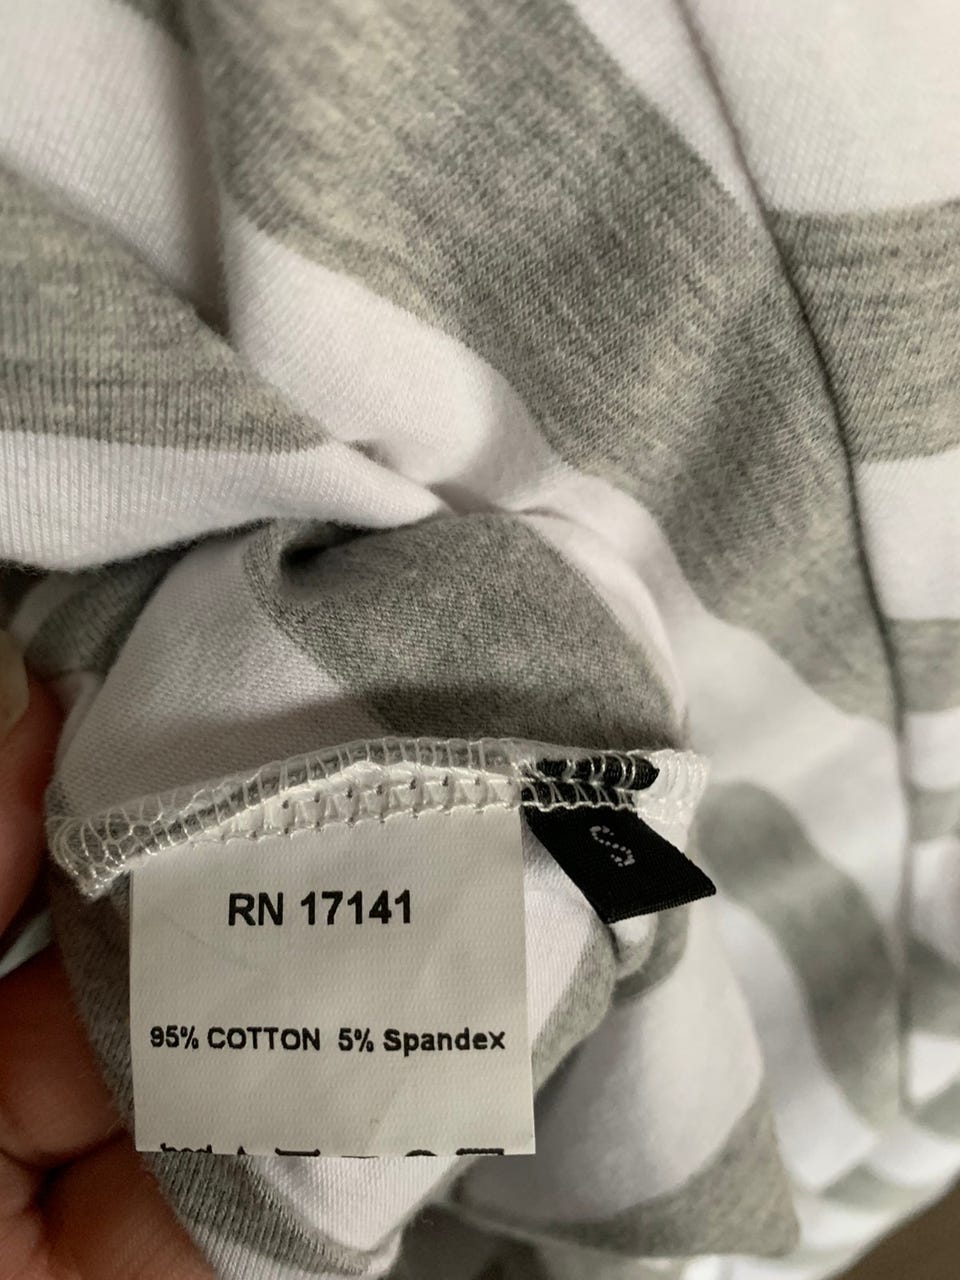 RN 17141
S
95% COTTON 5% Spandex